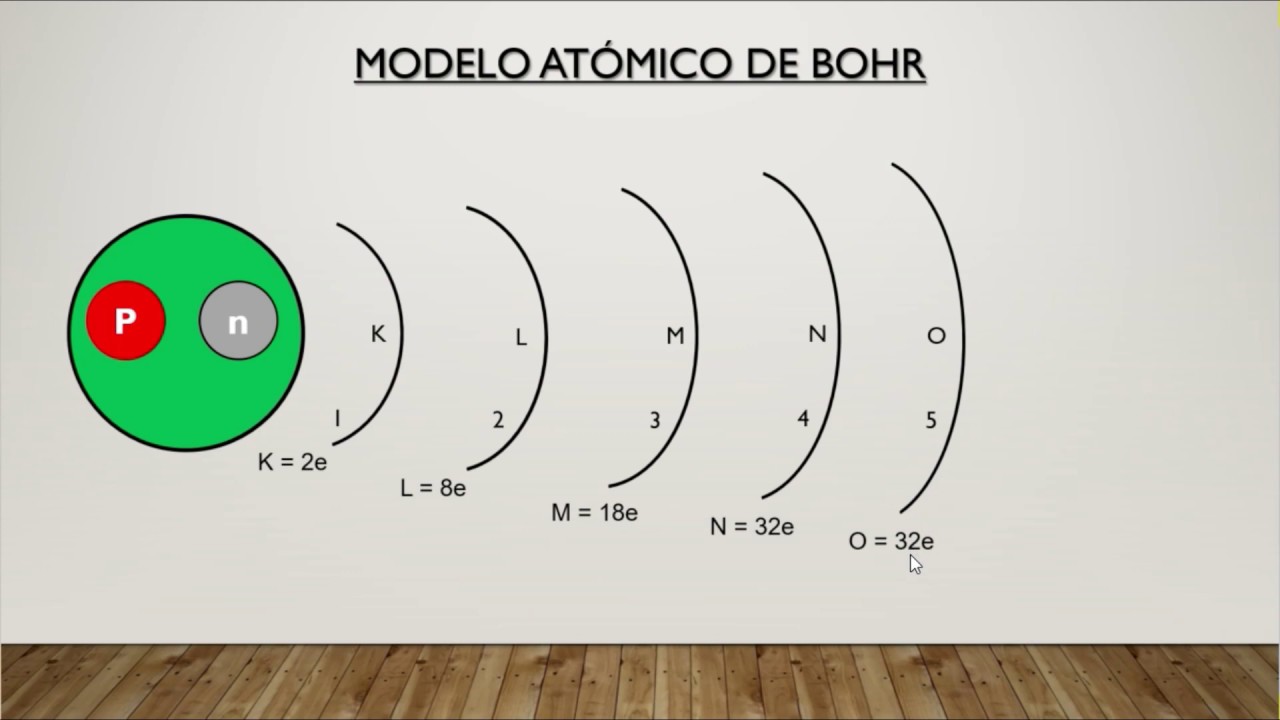 MODELO ATÓMICO DE BOHR
P
n
K
L
M
N
O
1
2
3
4
5
K = 2e
L = 8e
M = 18e
N = 32e
O = 32e